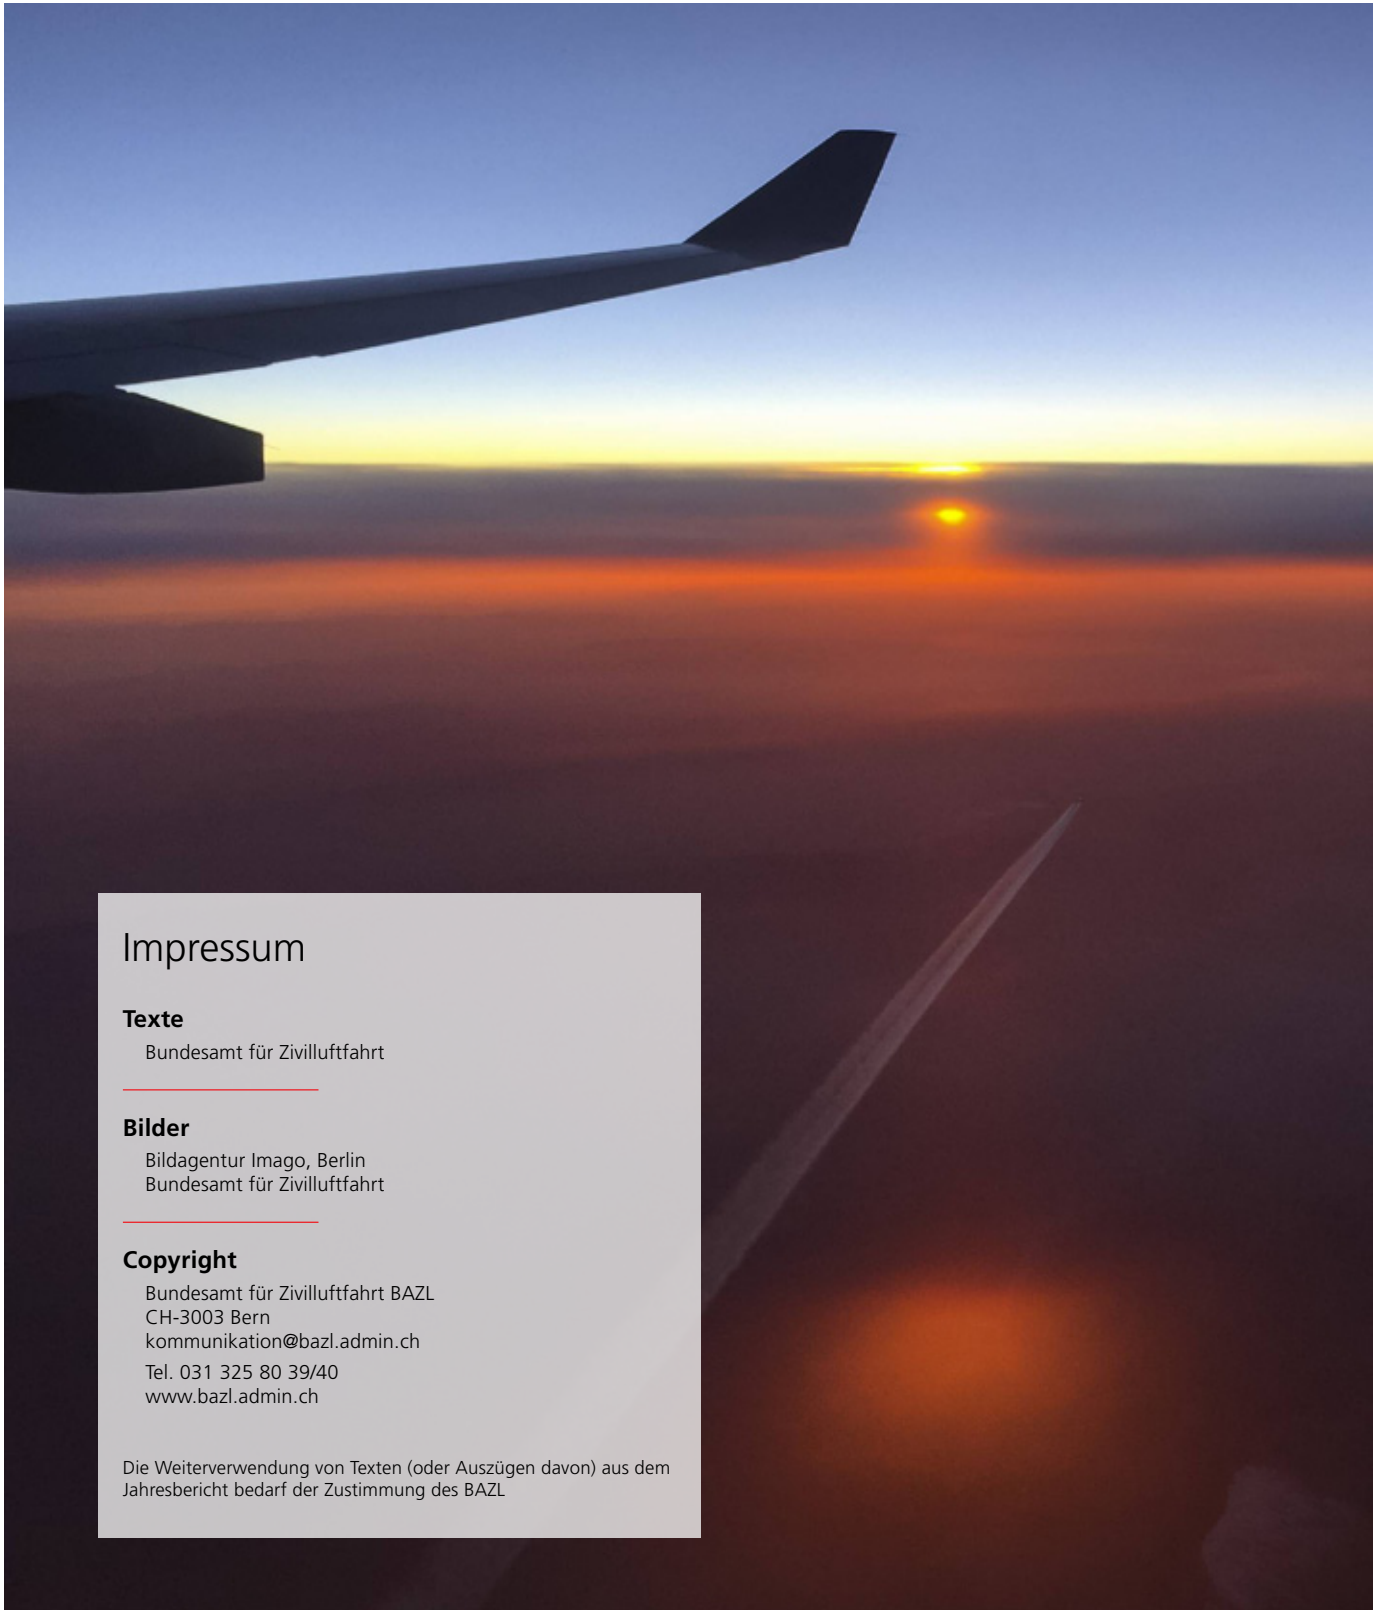 Impressum
Texte
Bundesamt für Zivilluftfahrt
Bilder
Bildagentur Imago, Berlin
Bundesamt für Zivilluftfahrt
Copyright
Bundesamt für Zivilluftfahrt BAZL
CH-3003 Bern
kommunikation@bazl.admin.ch
Tel. 031 325 80 39/40
www.bazl.admin.ch
Die Weiterverwendung von Texten (oder Auszügen davon) aus dem
Jahresbericht bedarf der Zustimmung des BAZL